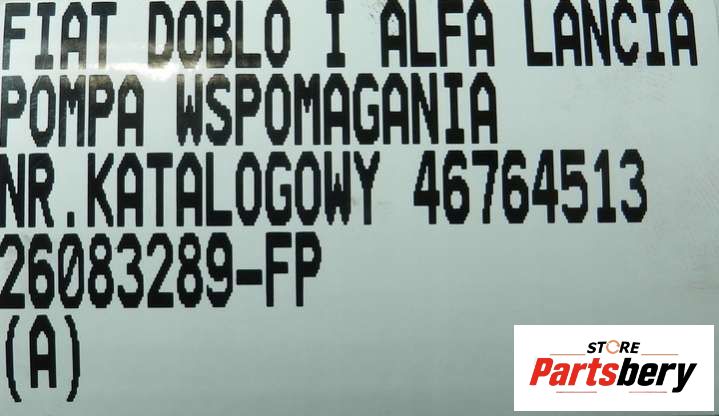 FIAT DOBLO I ALFA LANCIA
POMPA WSPOMAGANIA
NR.KATALOGOWY 46764513
26083289-FP
(A)
STORE
Partsbery